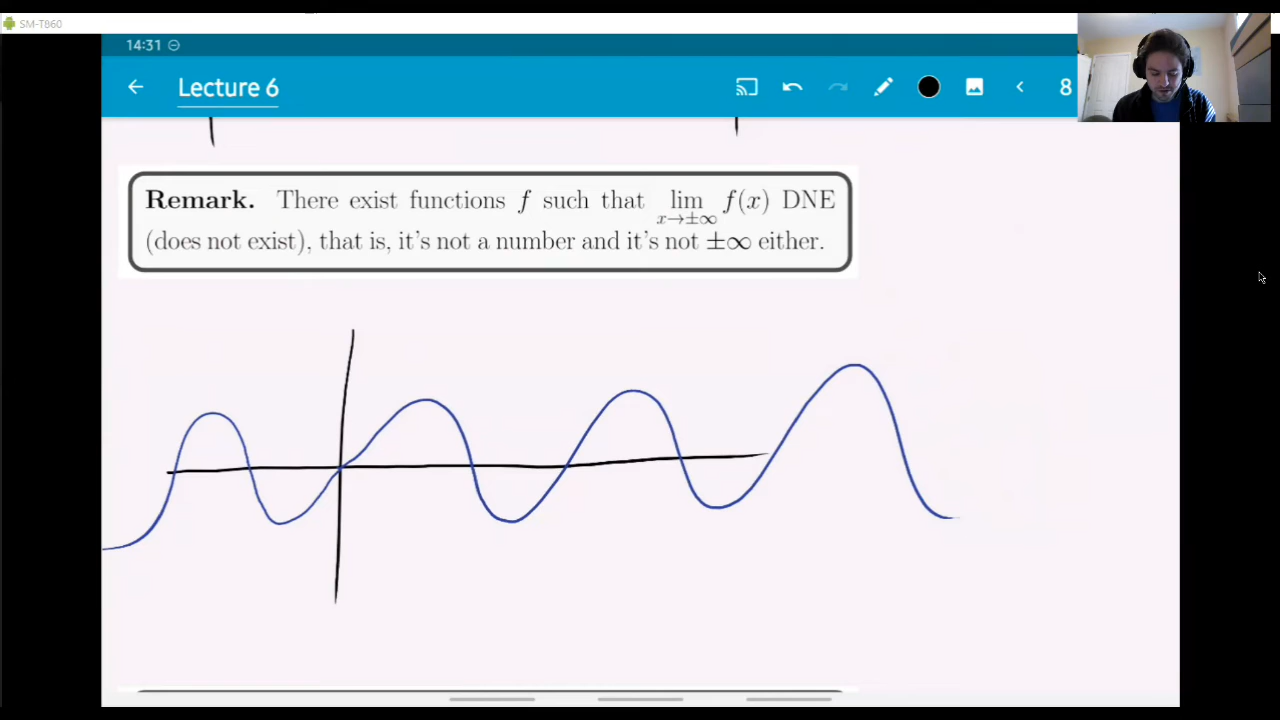 SM-T860
14:31
Lecture 6
8
Remark. There exist functions f such that lim x→±∞ f(x) DNE
(does not exist), that is, it's not a number and it's not ±∞ either.